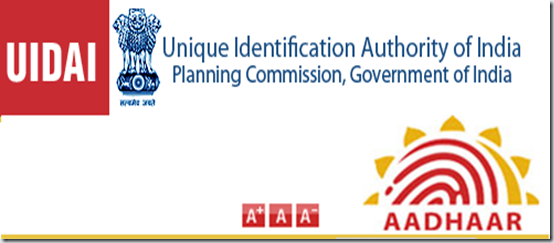 UIDAI
Unique Identification Authority of India
Planning Commission, Government of India
सत्यमेव जयते
A+ A A-
AADHAAR